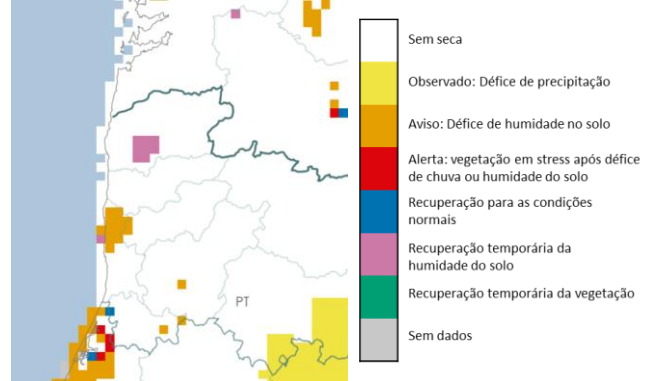 Sem seca
Observado: Défice de precipitação
Aviso: Défice de humidade no solo
Alerta: vegetação em stress após défice
de chuva ou humidade do solo
Recuperação para as condições
normais
Recuperação temporária da
humidade do solo
Recuperação temporária da vegetação
Sem dados
PT